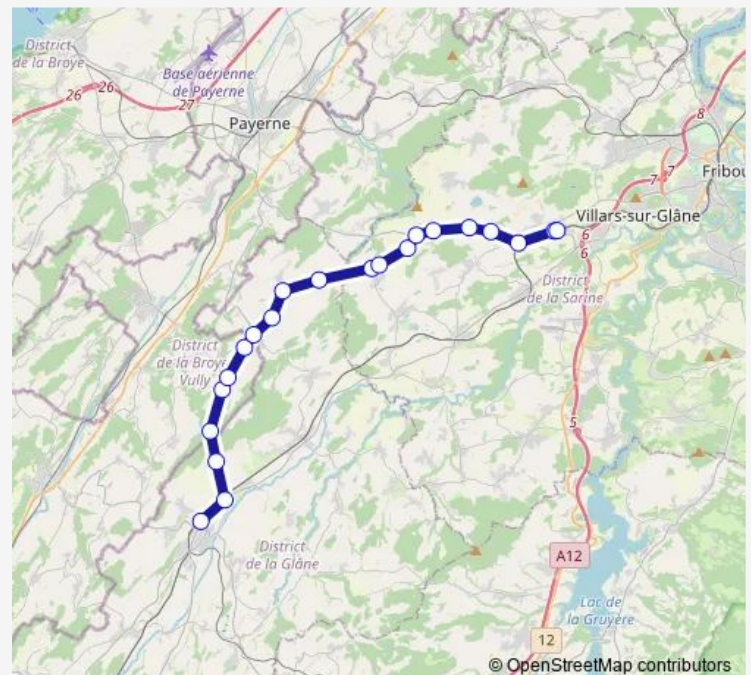 District
de la Broye
Base aérienne
de Payerne
26
26
27
Payerne
8
7
7
Fribou
Villars-sur-Glâne
6
6
District
de la Sarine
District
de la Broye
Vully
5
A12
District
de la Glâne
Lac de
la Gruyère
12
© OpenStreetMap contributors